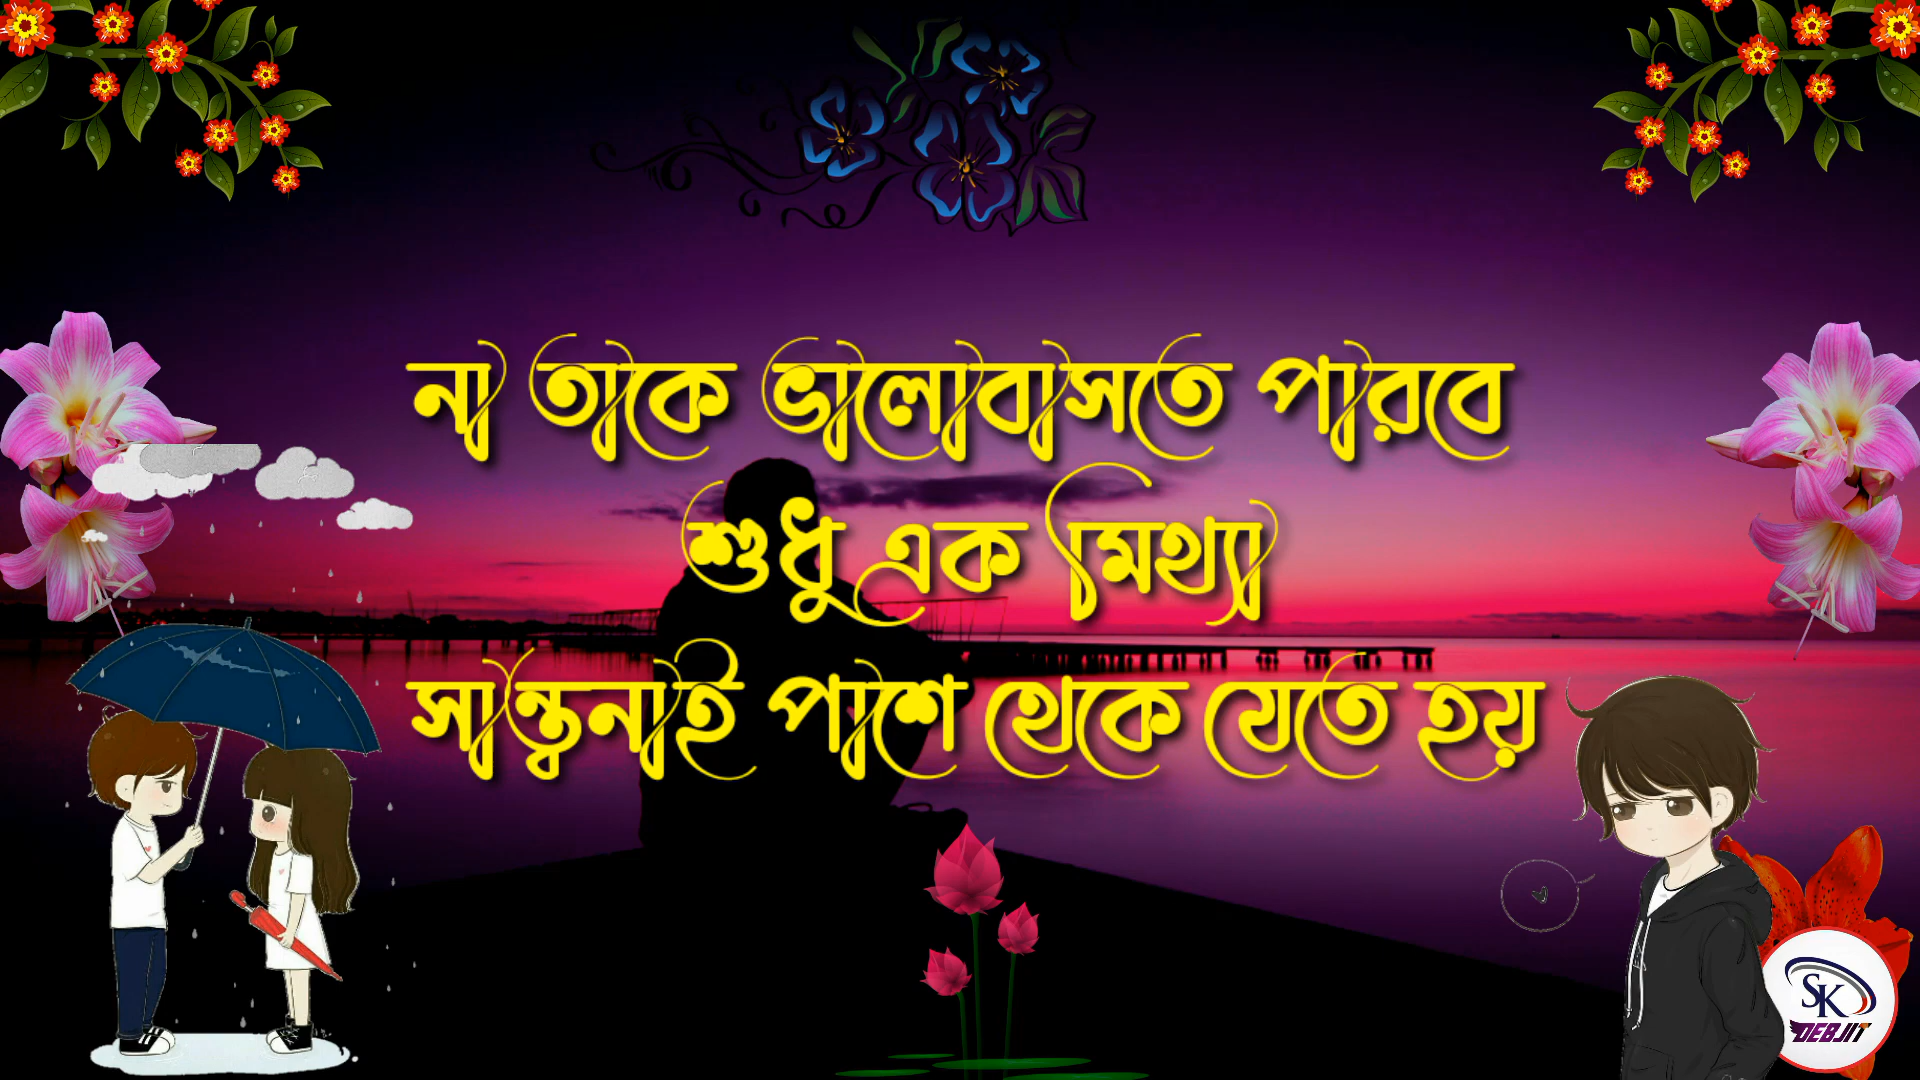 না তাকে ভালোবাসতে পারবে
শুধু এক মিথ্যা
সান্ত্বনাই পাশে থেকে যেতে হয়
SK
DEBJIT